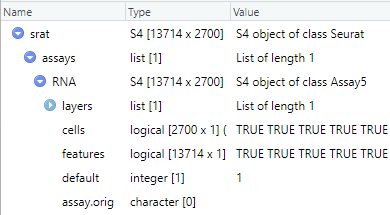 Name Type Value
srat S4 [13714 x 2700] S4 object of class Seurat
assays list [1] List of length 1
RNA S4 [13714 x 2700] S4 object of class Assay5
layers list [1] List of length 1
cells logical [2700 x 1] ( TRUE TRUE TRUE TRUE TRUE
features logical [13714 x 1] TRUE TRUE TRUE TRUE TRUE
default integer [1] 1
assay.orig character [0]